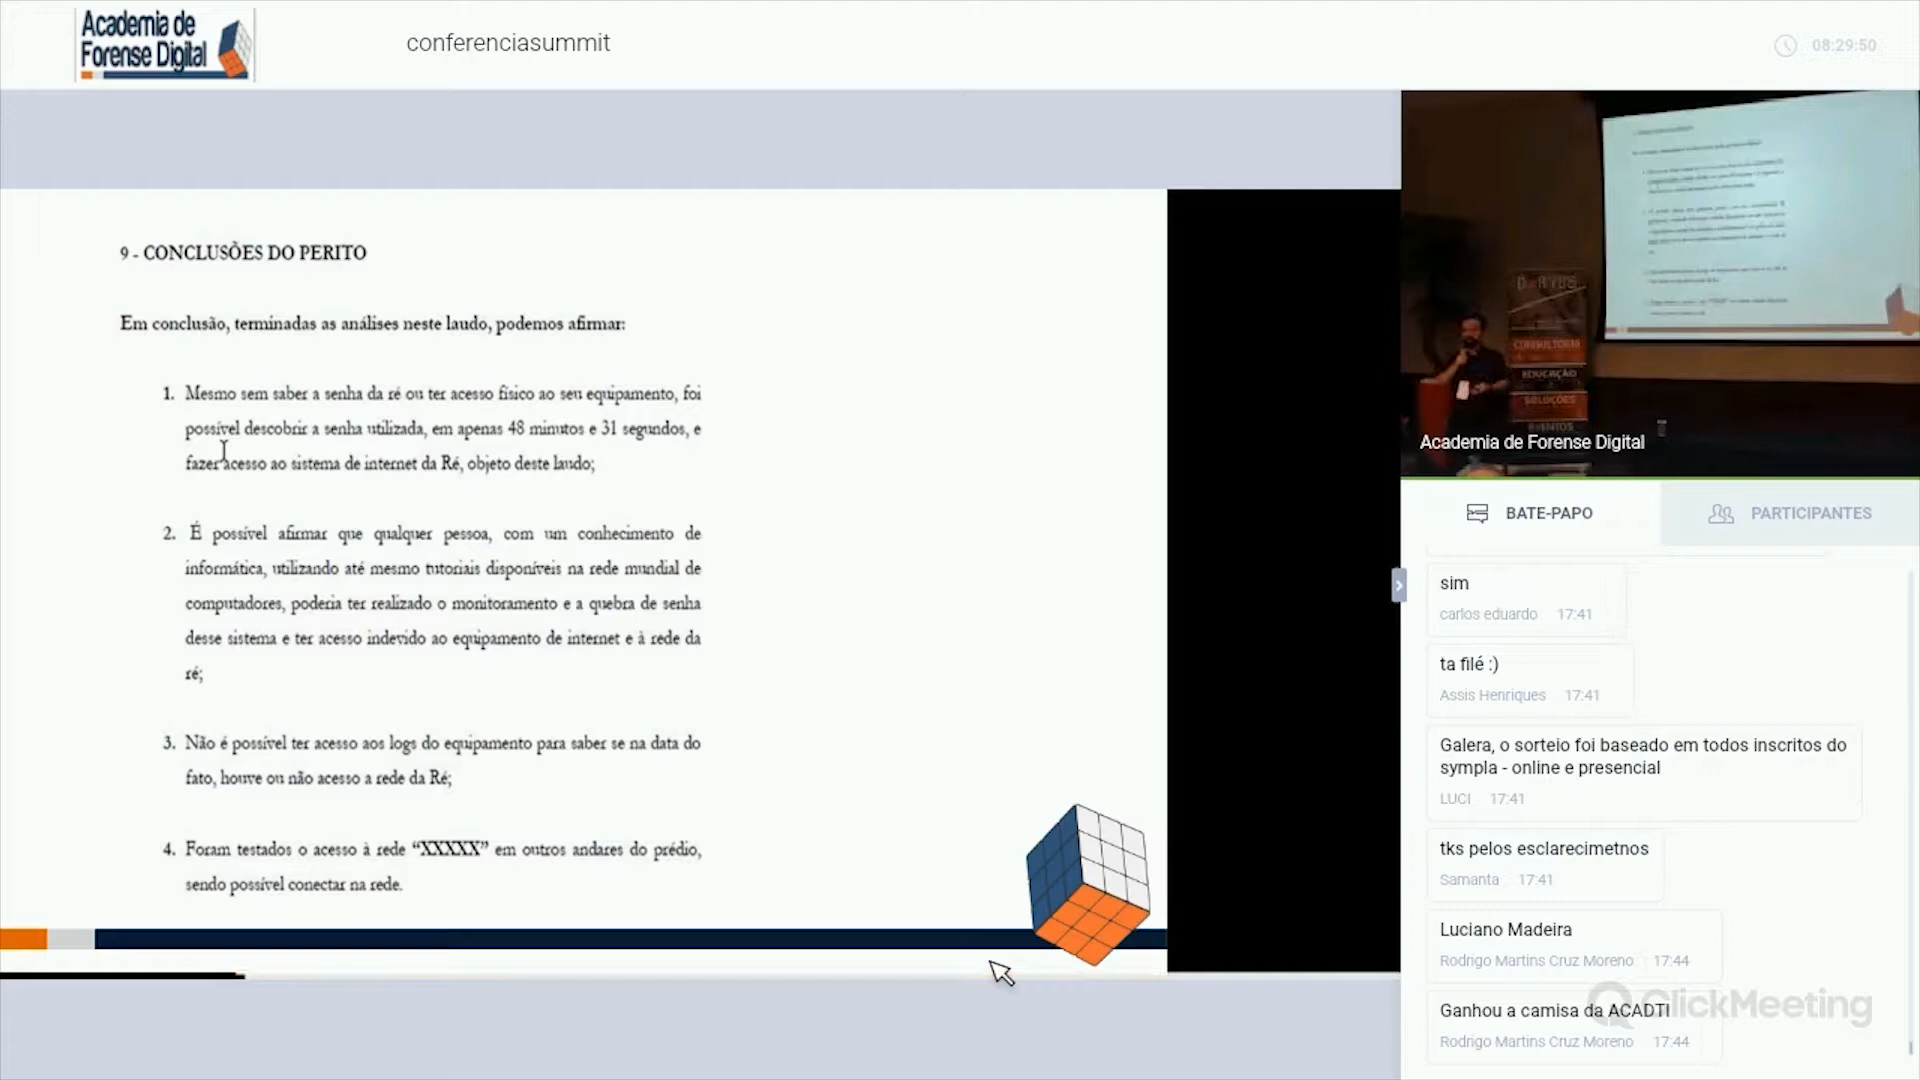 Academia de
Forense Digital
conferenciasummit
08:29:50
9 - CONCLUSÕES DO PERITO
Em conclusão, terminadas as análises neste laudo, podemos afirmar:
1. Mesmo sem saber a senha da ré ou ter acesso físico ao seu equipamento, foi
possível descobrir a senha utilizada, em apenas 48 minutos e 31 segundos, e
fazer acesso ao sistema de internet da Ré, objeto deste laudo;
2. É possível afirmar que qualquer pessoa, com um conhecimento de
informática, utilizando até mesmo tutoriais disponíveis na rede mundial de
computadores, poderia ter realizado o monitoramento e a quebra de senha
desse sistema e ter acesso indevido ao equipamento de internet e à rede da
ré;
3. Não é possível ter acesso aos logs do equipamento para saber se na data do
fato, houve ou não acesso a rede da Ré;
4. Foram testados o acesso à rede “XXXXX” em outros andares do prédio,
sendo possível conectar na rede.
CONSULTORIA
EDUCAÇÃO
SOLUÇÕES
EVENTOS
Academia de Forense Digital
BATE-PAPO
PARTICIPANTES
sim
carlos eduardo 17:41
ta filé :)
Assis Henriques 17:41
Galera, o sorteio foi baseado em todos inscritos do
sympla - online e presencial
LUCI 17:41
tks pelos esclarecimetnos
Samanta 17:41
Luciano Madeira
Rodrigo Martins Cruz Moreno 17:44
Ganhou a camisa da ACADTI
Rodrigo Martins Cruz Moreno 17:44
ClickMeeting